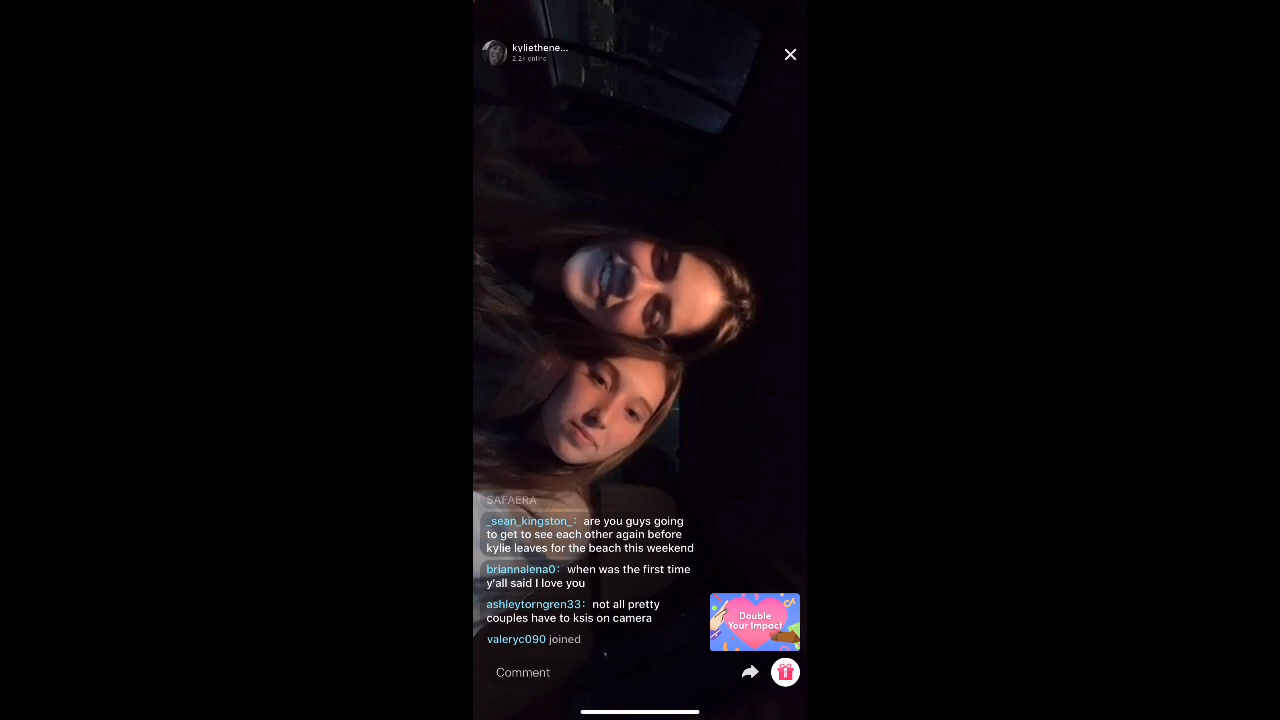 kyliethene...
2.2k online
SAFAERA
_sean_kingston_: are you guys going
to get to see each other again before
kylie leaves for the beach this weekend
briannalena0: when was the first time
y'all said I love you
ashleytorngren33: not all pretty
couples have to ksis on camera
valeryc090 joined
Double
Your Impact
Comment